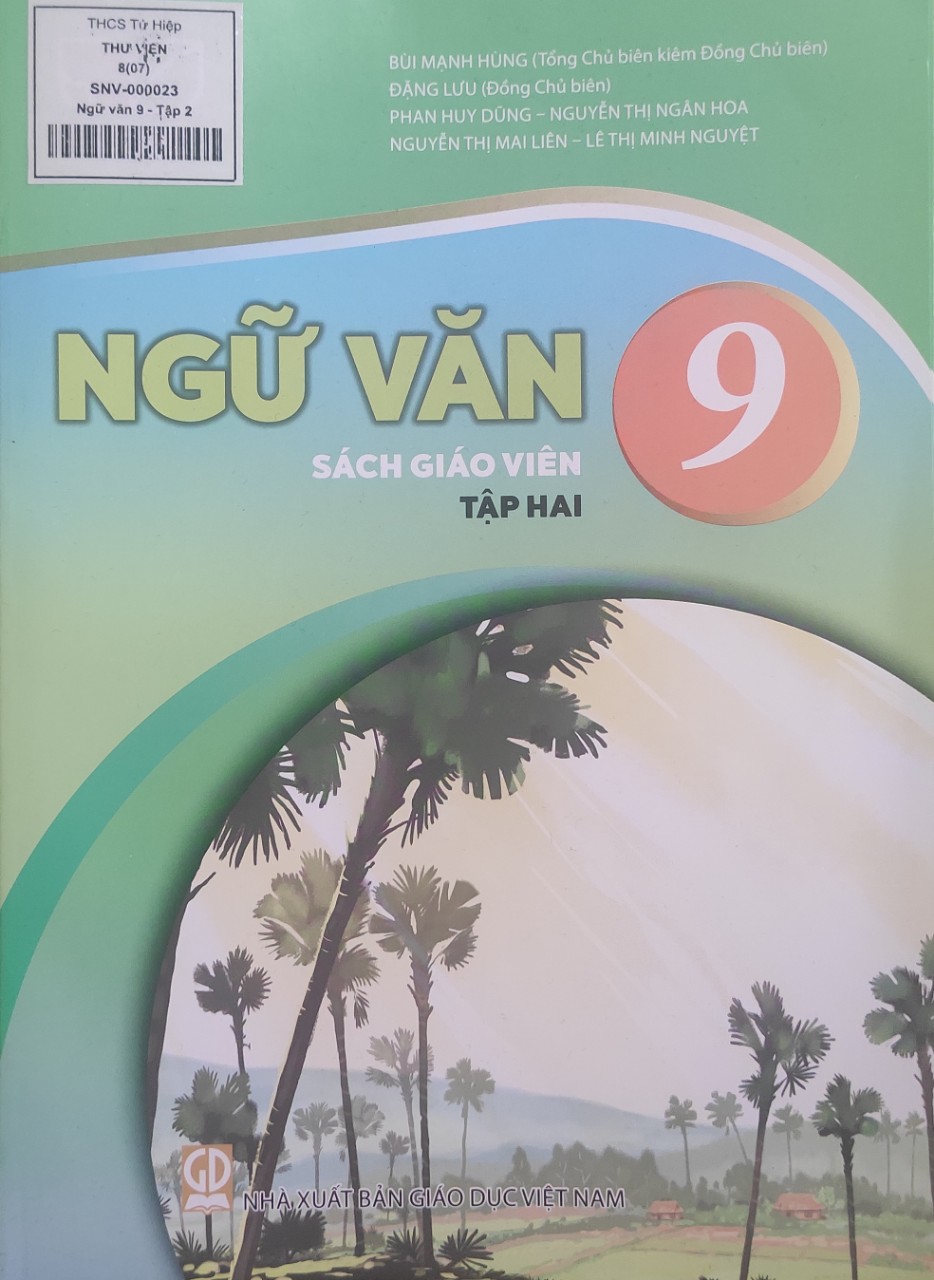 THCS Tứ Hiệp
THƯ VIỆN
8(07)
SNV-000023
Ngữ văn 9 - Tập 2
BÙI MẠNH HÙNG (Tổng Chủ biên kiêm Đồng Chủ biên)
ĐẶNG LƯU (Đồng Chủ biên)
PHAN HUY DŨNG – NGUYỄN THỊ NGÂN HOA
NGUYỄN THỊ MAI LIÊN – LÊ THỊ MINH NGUYỆT
NGỮ VĂN 9
SÁCH GIÁO VIÊN
TẬP HAI
GD
NHÀ XUẤT BẢN GIÁO DỤC VIỆT NAM